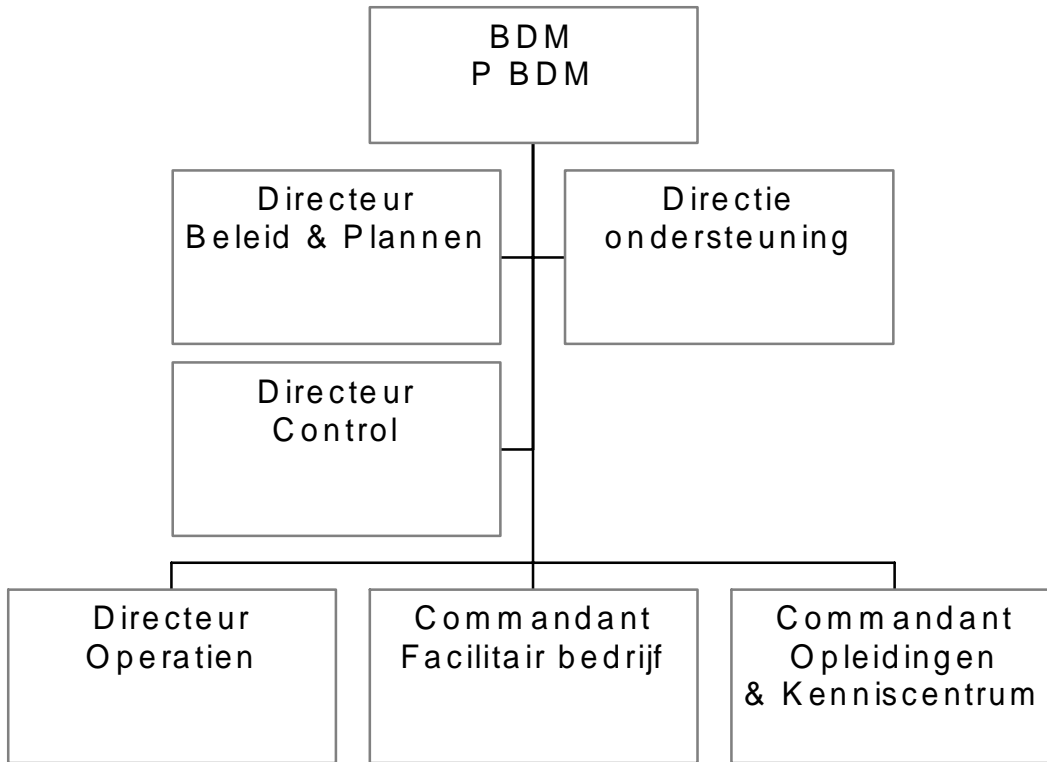 BDM
P BDM
Directeur
Beleid & Plannen
Directie
ondersteuning
Directeur
Control
Directeur
Operatien
Commandant
Facilitair bedrijf
Commandant
Opleidingen
& Kenniscentrum